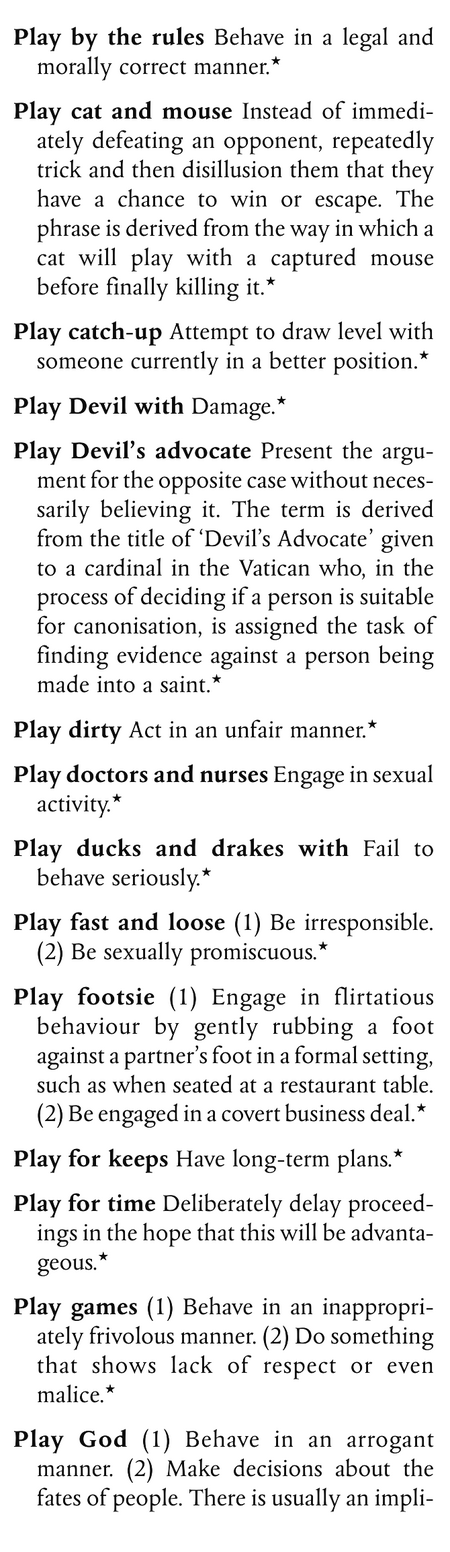 Play by the rules Behave in a legal and
morally correct manner.★
Play cat and mouse Instead of immedi-
ately defeating an opponent, repeatedly
trick and then disillusion them that they
have a chance to win or escape. The
phrase is derived from the way in which a
cat will play with a captured mouse
before finally killing it.★
Play catch-up Attempt to draw level with
someone currently in a better position.★
Play Devil with Damage.★
Play Devil's advocate Present the argu-
ment for the opposite case without neces-
sarily believing it. The term is derived
from the title of ‘Devil's Advocate’ given
to a cardinal in the Vatican who, in the
process of deciding if a person is suitable
for canonisation, is assigned the task of
finding evidence against a person being
made into a saint.★
Play dirty Act in an unfair manner.★
Play doctors and nurses Engage in sexual
activity.★
Play ducks and drakes with Fail to
behave seriously.★
Play fast and loose (1) Be irresponsible.
(2) Be sexually promiscuous.★
Play footsie (1) Engage in flirtatious
behaviour by gently rubbing a foot
against a partner's foot in a formal setting,
such as when seated at a restaurant table.
(2) Be engaged in a covert business deal.★
Play for keeps Have long-term plans.★
Play for time Deliberately delay proceed-
ings in the hope that this will be advanta-
geous.★
Play games (1) Behave in an inappropri-
ately frivolous manner. (2) Do something
that shows lack of respect or even
malice.★
Play God (1) Behave in an arrogant
manner. (2) Make decisions about the
fates of people. There is usually an impli-